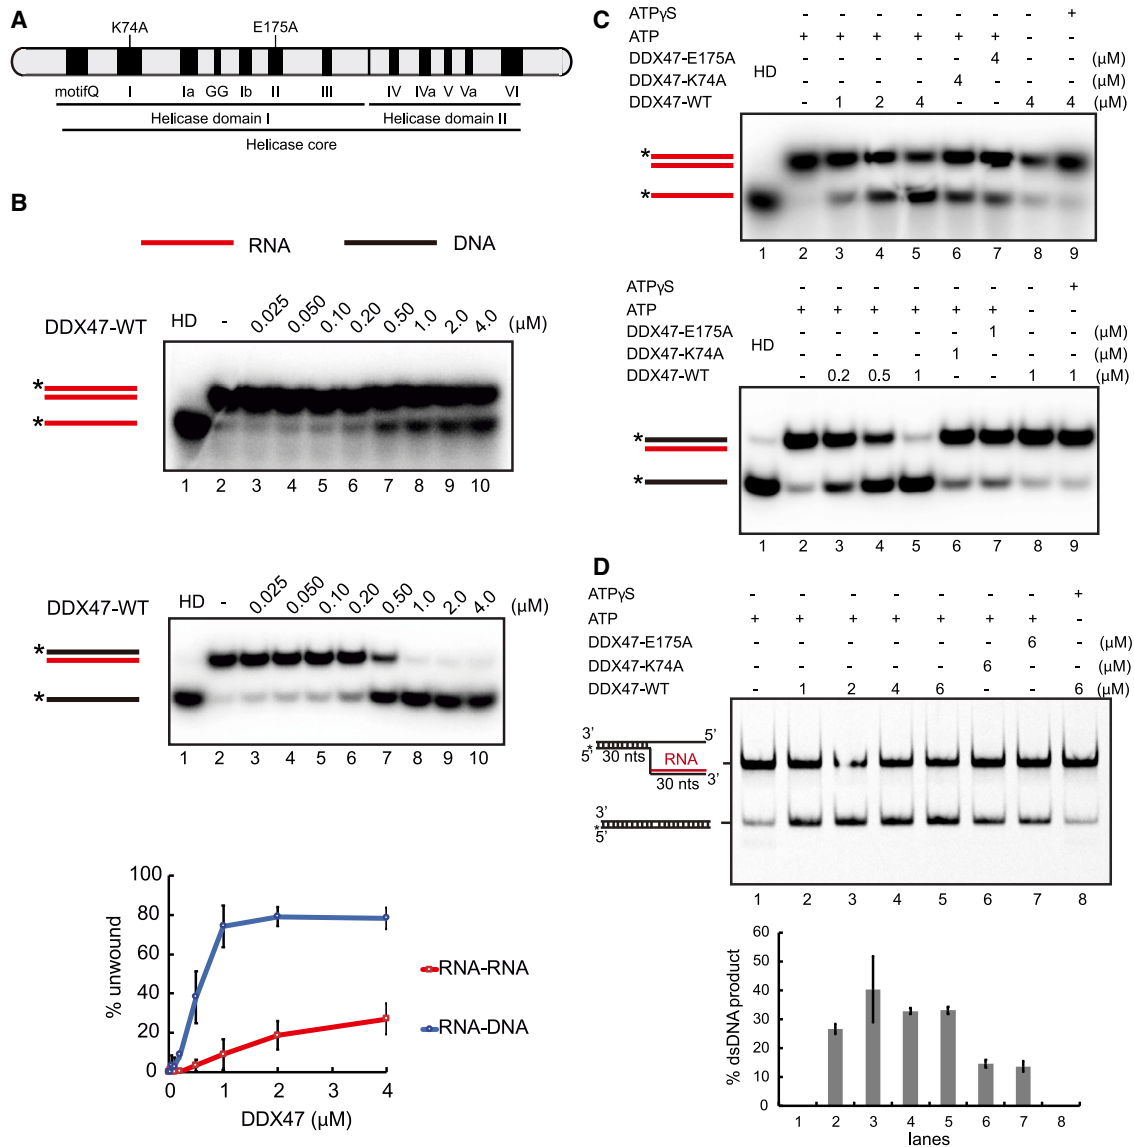 A
K74A E175A
motifQ I Ia GG Ib II III IV IVa V Va VI
Helicase domain I Helicase domain II
Helicase core
B
RNA DNA
DDX47-WT HD - 0.025 0.050 0.10 0.20 0.50 1.0 2.0 4.0 (μM)
*
*
1 2 3 4 5 6 7 8 9 10
DDX47-WT HD - 0.025 0.050 0.10 0.20 0.50 1.0 2.0 4.0 (μM)
*
*
1 2 3 4 5 6 7 8 9 10
% unwound
100
80
60
40
20
0
0 1 2 3 4
DDX47 (μM)
RNA-RNA
RNA-DNA
C
ATPγS - - - - - - - +
ATP + + + + + + - -
DDX47-E175A - - - - - 4 - - (μM)
DDX47-K74A - - - - 4 - - - (μM)
DDX47-WT - 1 2 4 - - 4 4 (μM)
HD
*
*
1 2 3 4 5 6 7 8 9
ATPγS - - - - - - - +
ATP + + + + + + - -
DDX47-E175A - - - - - 1 - - (μM)
DDX47-K74A - - - - 1 - - - (μM)
DDX47-WT - 0.2 0.5 1 - - 1 1 (μM)
HD
*
*
1 2 3 4 5 6 7 8 9
D
ATPγS - - - - - - - +
ATP + + + + + + + -
DDX47-E175A - - - - - - 6 - (μM)
DDX47-K74A - - - - - 6 - - (μM)
DDX47-WT - 1 2 4 6 - - 6 (μM)
3' 5'
*
5' 30 nts RNA 3'
30 nts
3'
*
5'
1 2 3 4 5 6 7 8
% dsDNA product
60
50
40
30
20
10
0
1 2 3 4 5 6 7 8
lanes